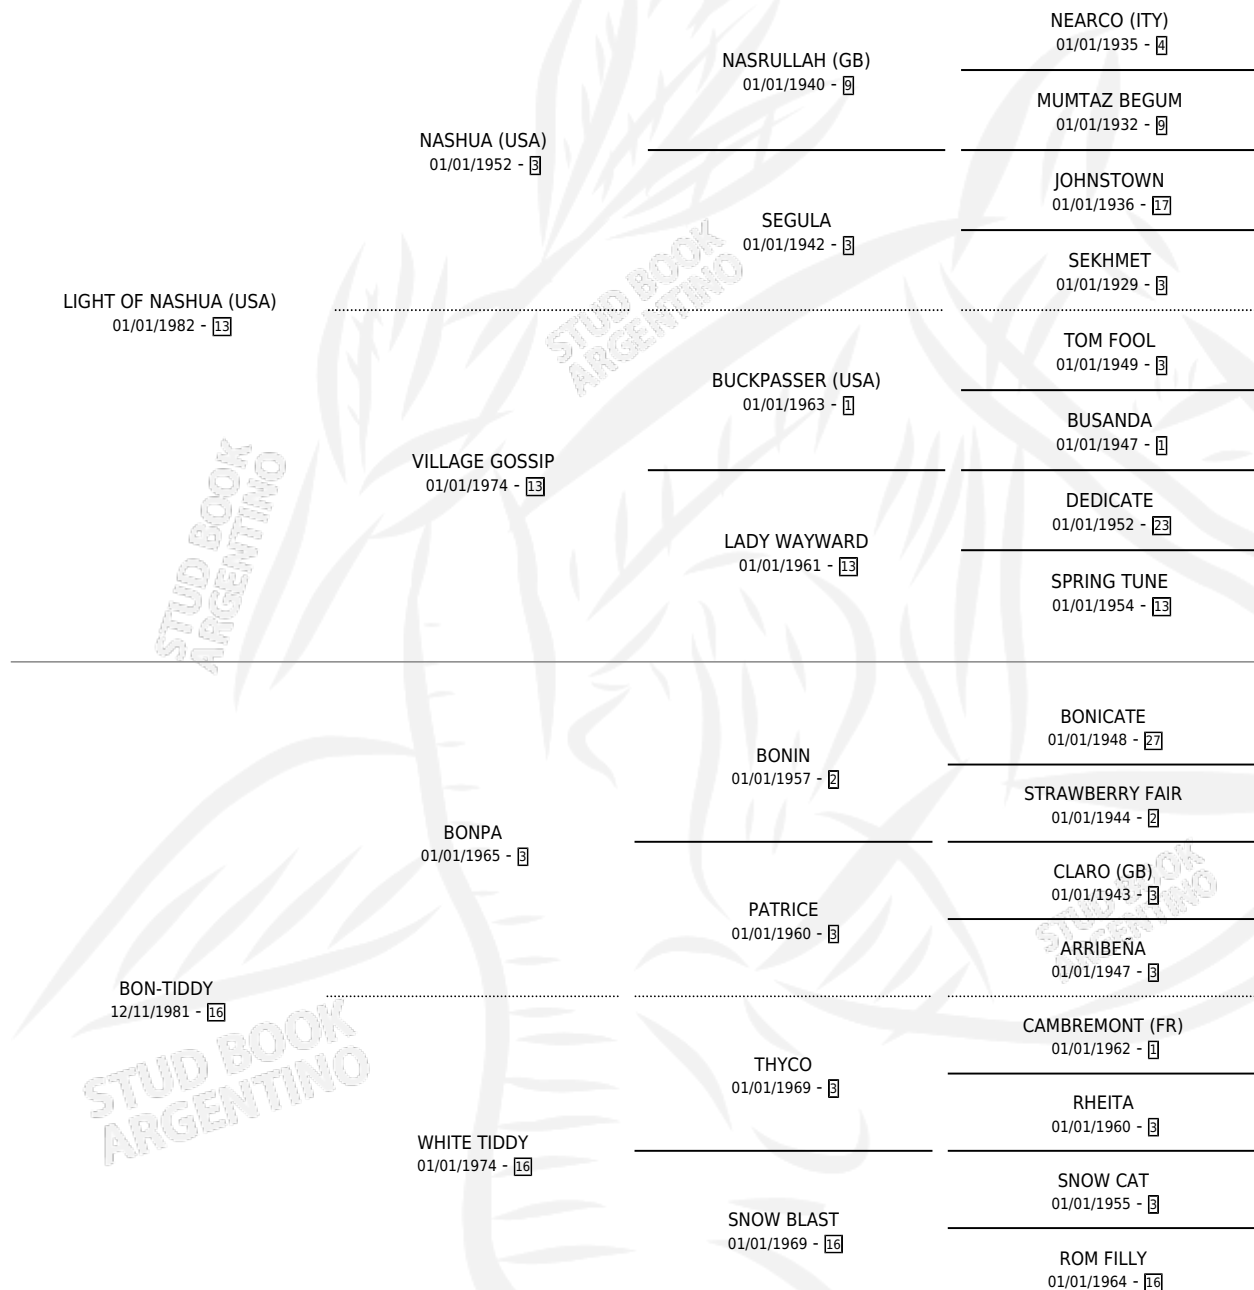 NEARCO (ITY)
01/01/1935 - 4
NASRULLAH (GB)
01/01/1940 - 9
MUMTAZ BEGUM
01/01/1932 - 9
NASHUA (USA)
01/01/1952 - 3
JOHNSTOWN
01/01/1936 - 17
SEGULA
01/01/1942 - 3
SEKHMET
01/01/1929 - 3
LIGHT OF NASHUA (USA)
01/01/1982 - 13
TOM FOOL
01/01/1949 - 3
BUCKPASSER (USA)
01/01/1963 - 1
BUSANDA
01/01/1947 - 1
VILLAGE GOSSIP
01/01/1974 - 13
DEDICATE
01/01/1952 - 23
LADY WAYWARD
01/01/1961 - 13
SPRING TUNE
01/01/1954 - 13
BONICATE
01/01/1948 - 27
BONIN
01/01/1957 - 2
STRAWBERRY FAIR
01/01/1944 - 2
BONPA
01/01/1965 - 3
CLARO (GB)
01/01/1943 - 3
PATRICE
01/01/1960 - 3
ARRIBEÑA
01/01/1947 - 3
BON-TIDDY
12/11/1981 - 16
CAMBREMONT (FR)
01/01/1962 - 1
THYCO
01/01/1969 - 3
RHEITA
01/01/1960 - 3
WHITE TIDDY
01/01/1974 - 16
SNOW CAT
01/01/1955 - 3
SNOW BLAST
01/01/1969 - 16
ROM FILLY
01/01/1964 - 16
STUD BOOK
ARGENTINO
STUD BOOK
ARGENTINO
STUD BOOK
ARGENTINO
STUD BOOK
ARGENTINO